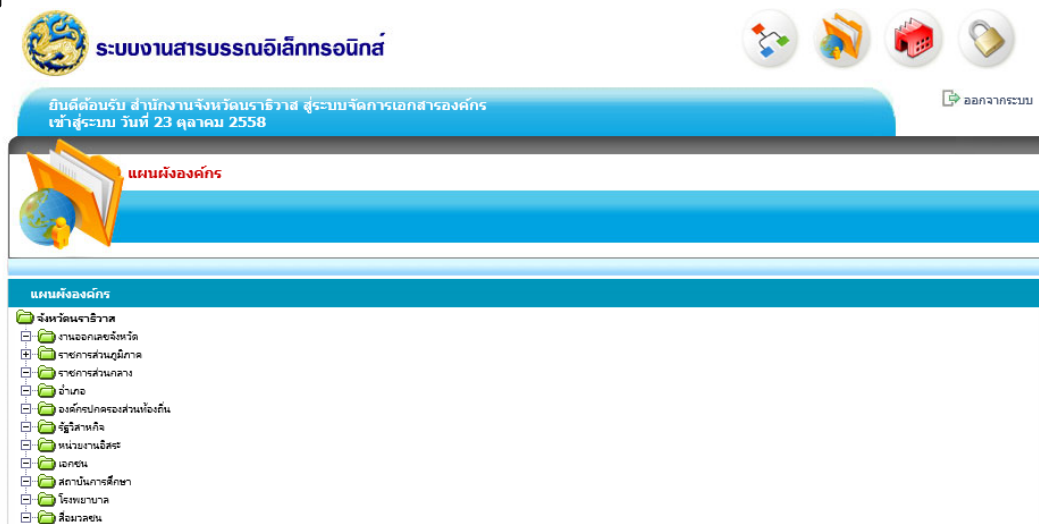 ระบบงานสารบรรณอิเล็กทรอนิกส์
ยินดีต้อนรับ สำนักงานจังหวัดนราธิวาส สู่ระบบจัดการเอกสารองค์กร
เข้าสู่ระบบ วันที่ 23 ตุลาคม 2558
ออกจากระบบ
แผนผังองค์กร
แผนผังองค์กร
จังหวัดนราธิวาส
งานออกเลขจังหวัด
ราชการส่วนภูมิภาค
ราชการส่วนกลาง
อำเภอ
องค์กรปกครองส่วนท้องถิ่น
รัฐวิสาหกิจ
หน่วยงานอิสระ
เอกชน
สถาบันการศึกษา
โรงพยาบาล
สื่อมวลชน